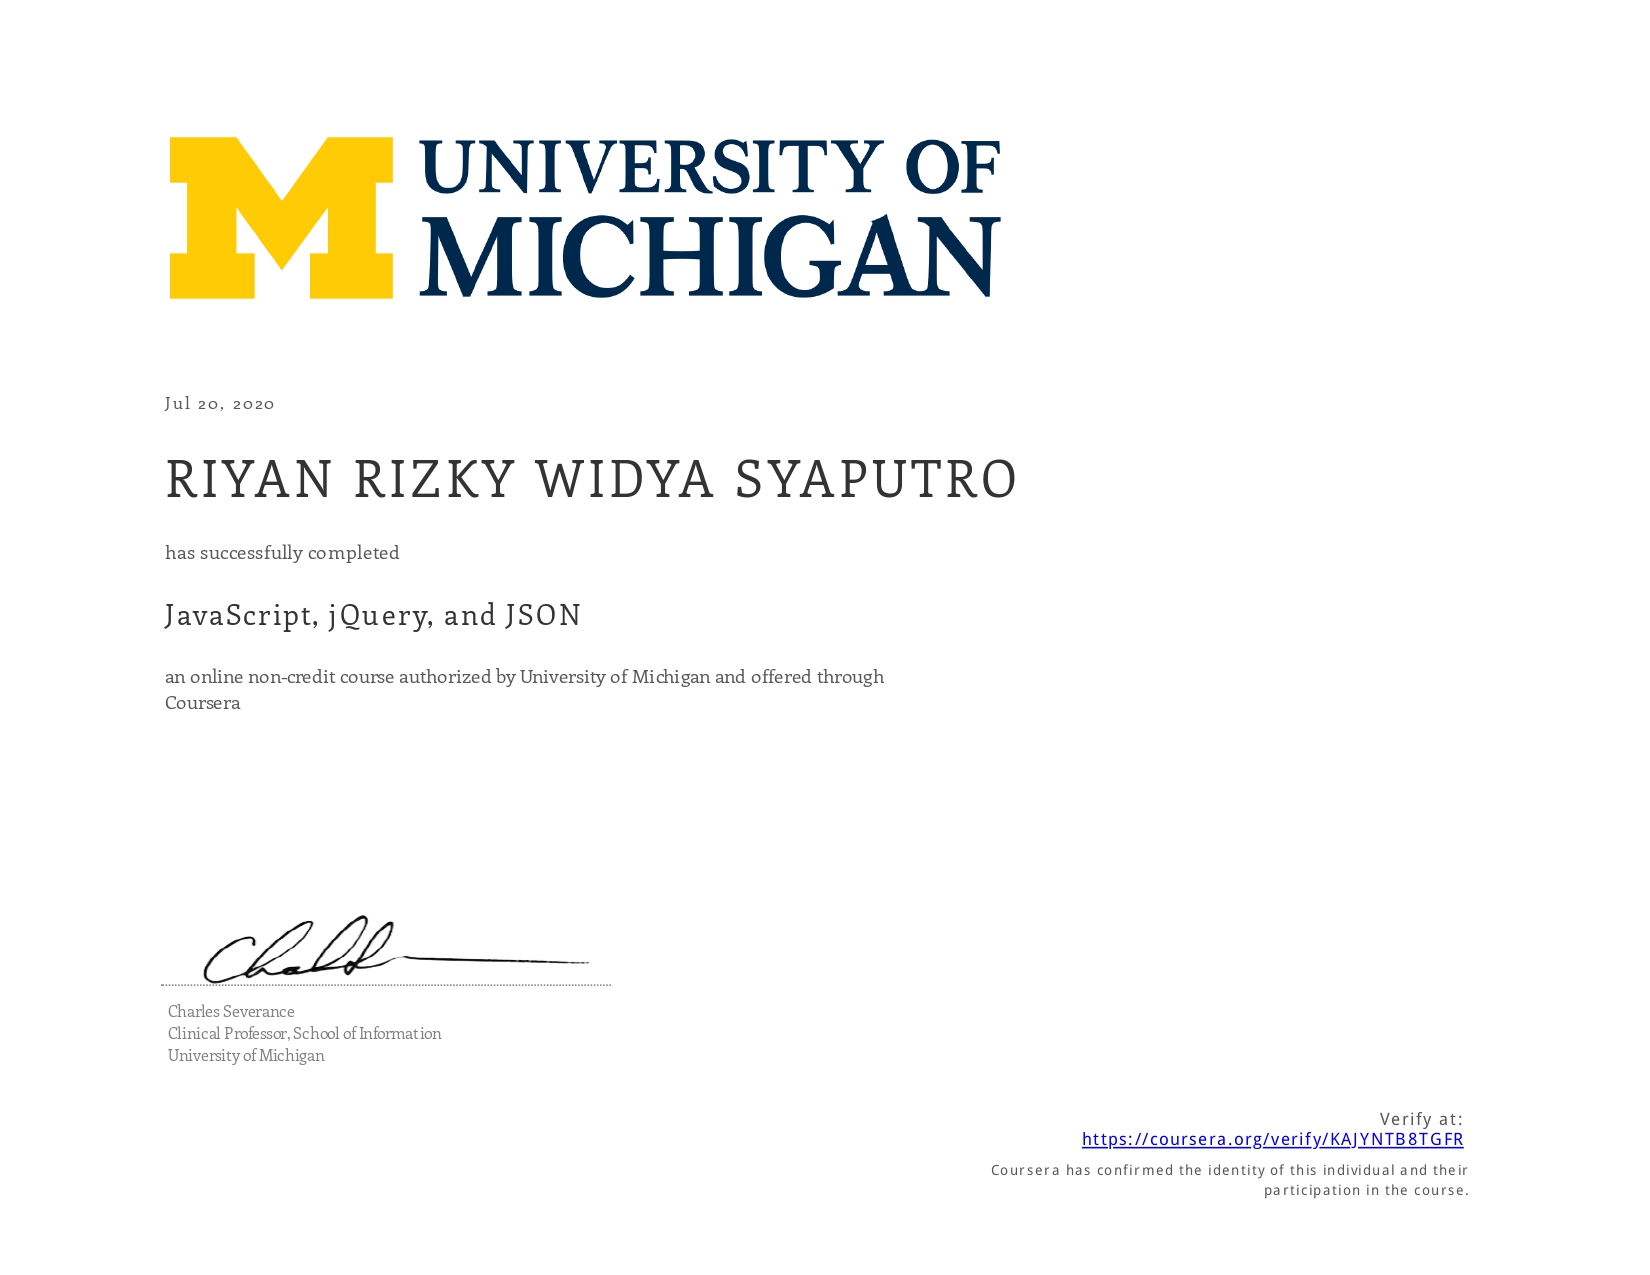 UNIVERSITY OF
MICHIGAN
Jul 20, 2020
RIYAN RIZKY WIDYA SYAPUTRO
has successfully completed
JavaScript, jQuery, and JSON
an online non-credit course authorized by University of Michigan and offered through
Coursera
Charles Severance
Clinical Professor, School of Information
University of Michigan
Verify at:
https://coursera.org/verify/KAJYNTB8TGFR
Coursera has confirmed the identity of this individual and their
participation in the course.